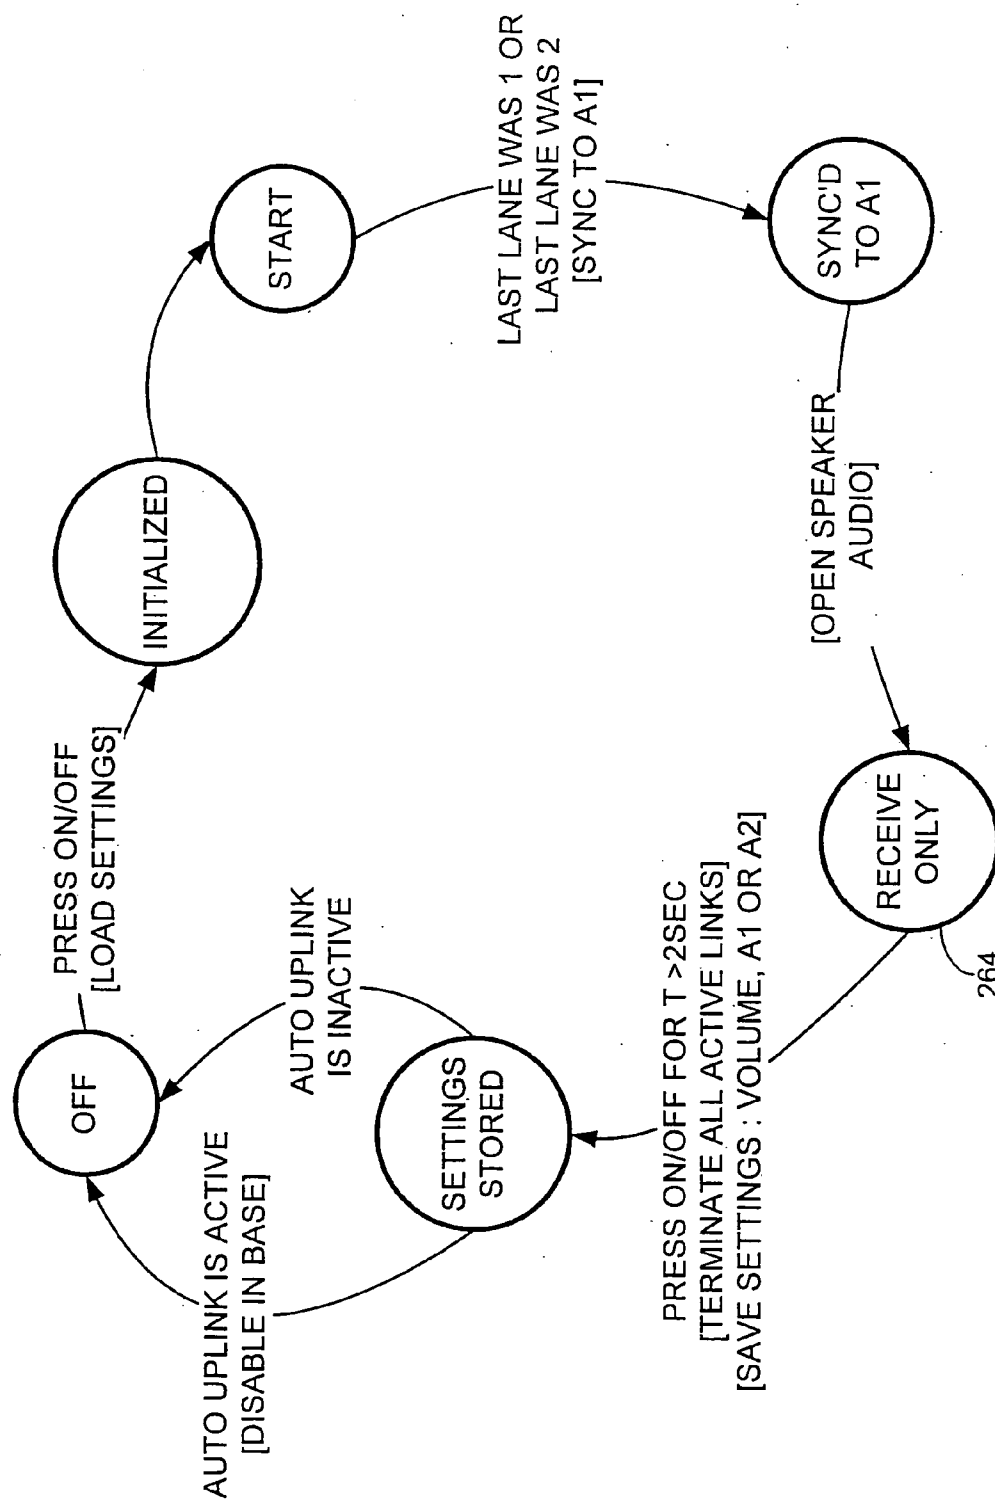 OFF
PRESS ON/OFF
[LOAD SETTINGS]
INITIALIZED
START
LAST LANE WAS 1 OR
LAST LANE WAS 2
[SYNC TO A1]
SYNC'D
TO A1
[OPEN SPEAKER
AUDIO]
RECEIVE
ONLY
264
PRESS ON/OFF FOR T >2SEC
[TERMINATE ALL ACTIVE LINKS]
[SAVE SETTINGS : VOLUME, A1 OR A2]
SETTINGS
STORED
AUTO UPLINK
IS INACTIVE
AUTO UPLINK IS ACTIVE
[DISABLE IN BASE]